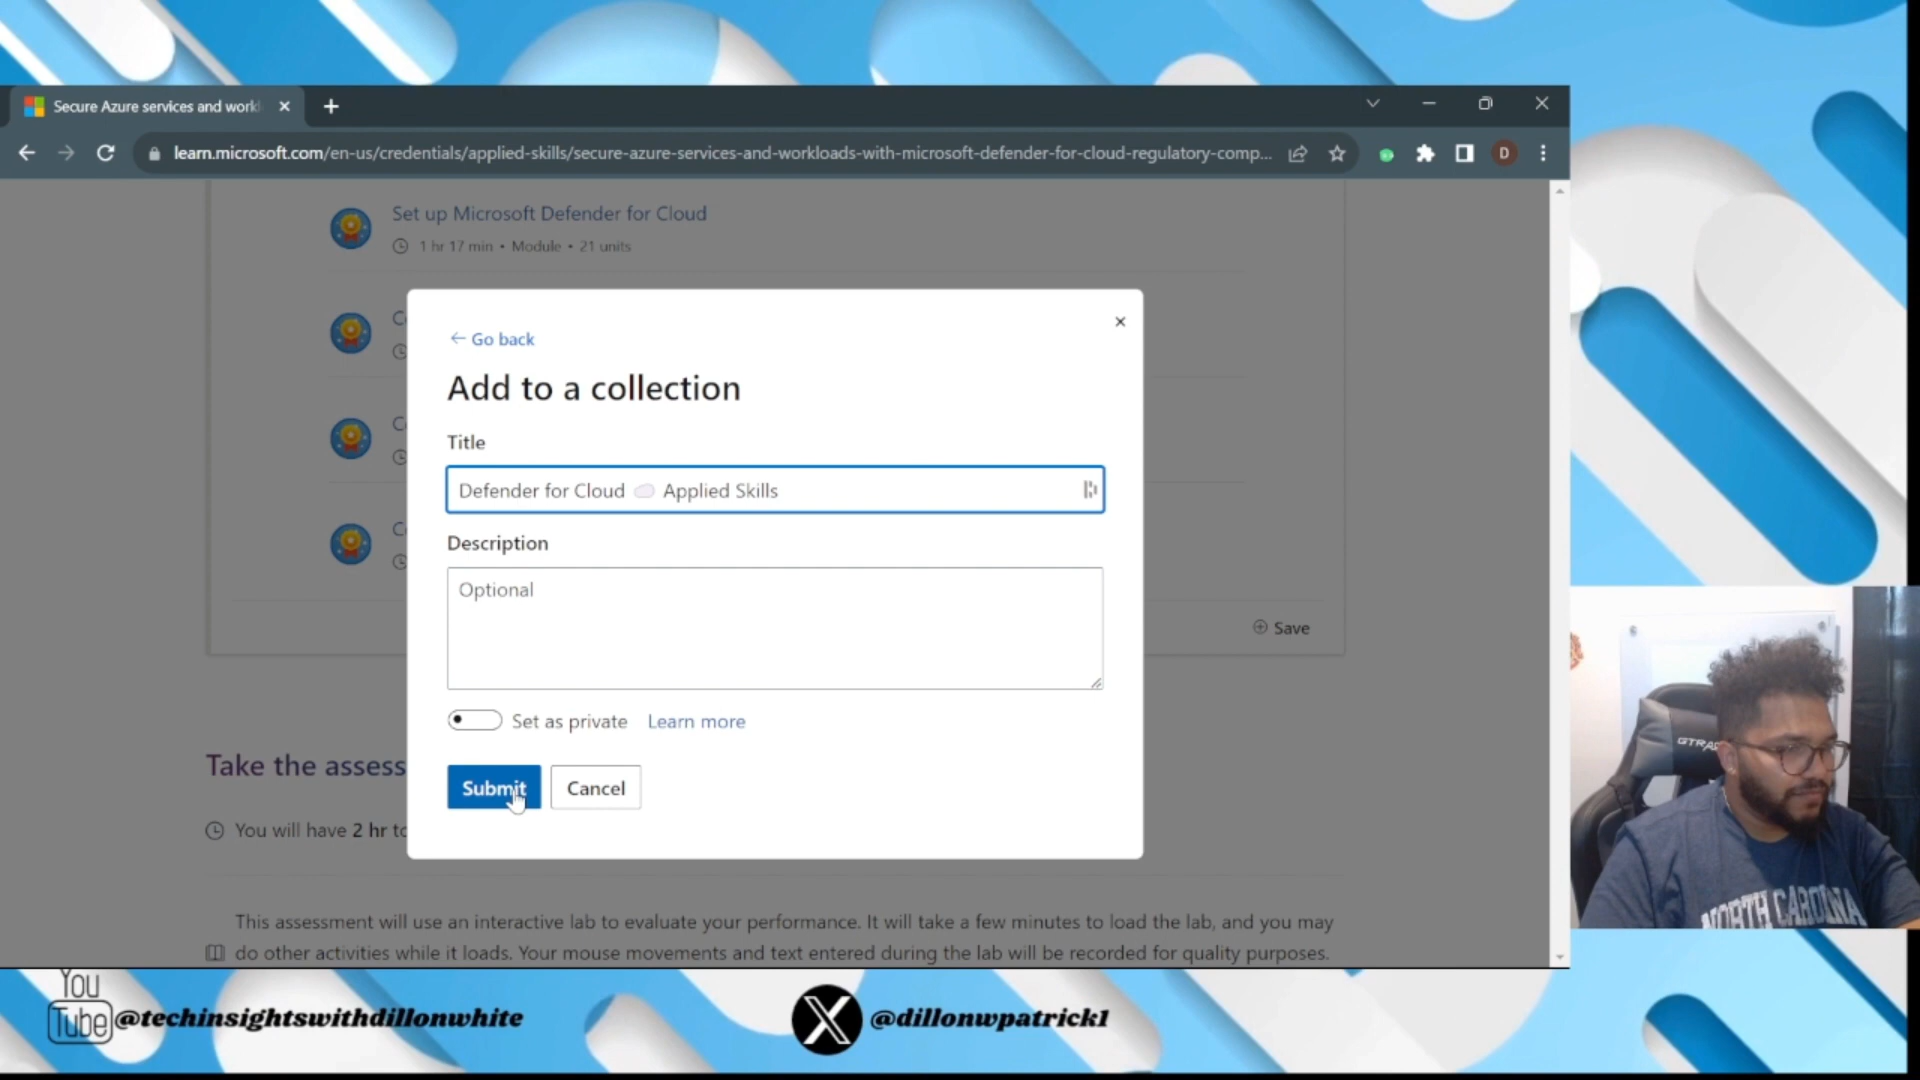 Secure Azure services and workl
learn.microsoft.com/en-us/credentials/applied-skills/secure-azure-services-and-workloads-with-microsoft-defender-for-cloud-regulatory-comp...
D
Set up Microsoft Defender for Cloud
1 hr 17 min • Module • 21 units
Go back
Add to a collection
Title
Defender for Cloud ☁ Applied Skills
Description
Optional
Save
Set as private Learn more
Take the assess
Submit Cancel
You will have 2 hr to
This assessment will use an interactive lab to evaluate your performance. It will take a few minutes to load the lab, and you may
do other activities while it loads. Your mouse movements and text entered during the lab will be recorded for quality purposes.
NORTH CAROLINA
You
Tube @techinsightswithdillonwhite
X @dillonwpatrick1